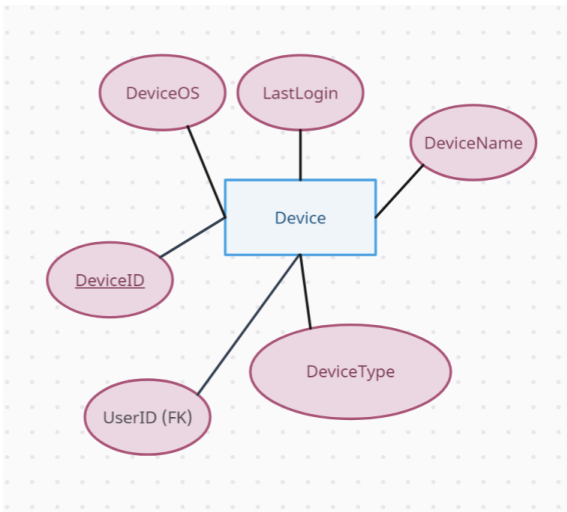 DeviceOS
LastLogin
DeviceName
Device
DeviceID
DeviceType
UserID (FK)